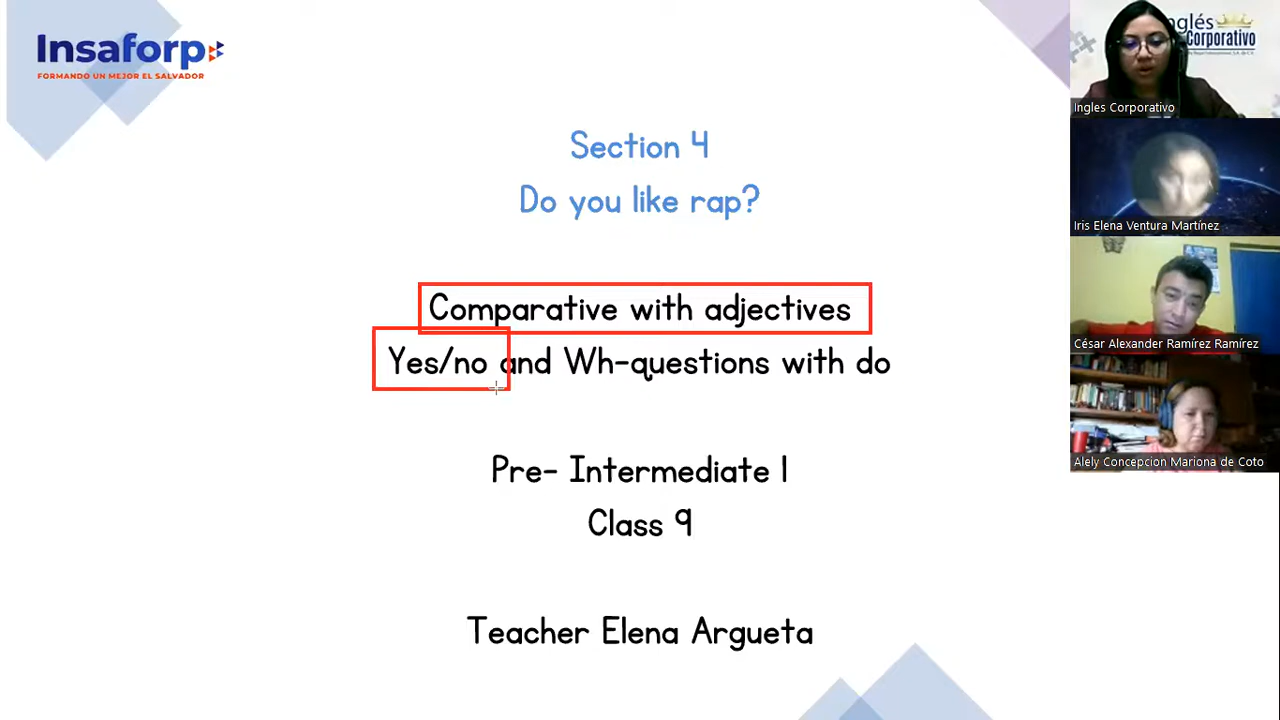 Insaforp
FORMANDO UN MEJOR EL SALVADOR
Section 4
Do you like rap?
Comparative with adjectives
Yes/no and Wh-questions with do
Pre- Intermediate 1
Class 9
Teacher Elena Argueta
Inglés
Corporativo
Ingles Corporativo
Iris Elena Ventura Martínez
César Alexander Ramírez Ramírez
Alely Concepcion Mariona de Coto